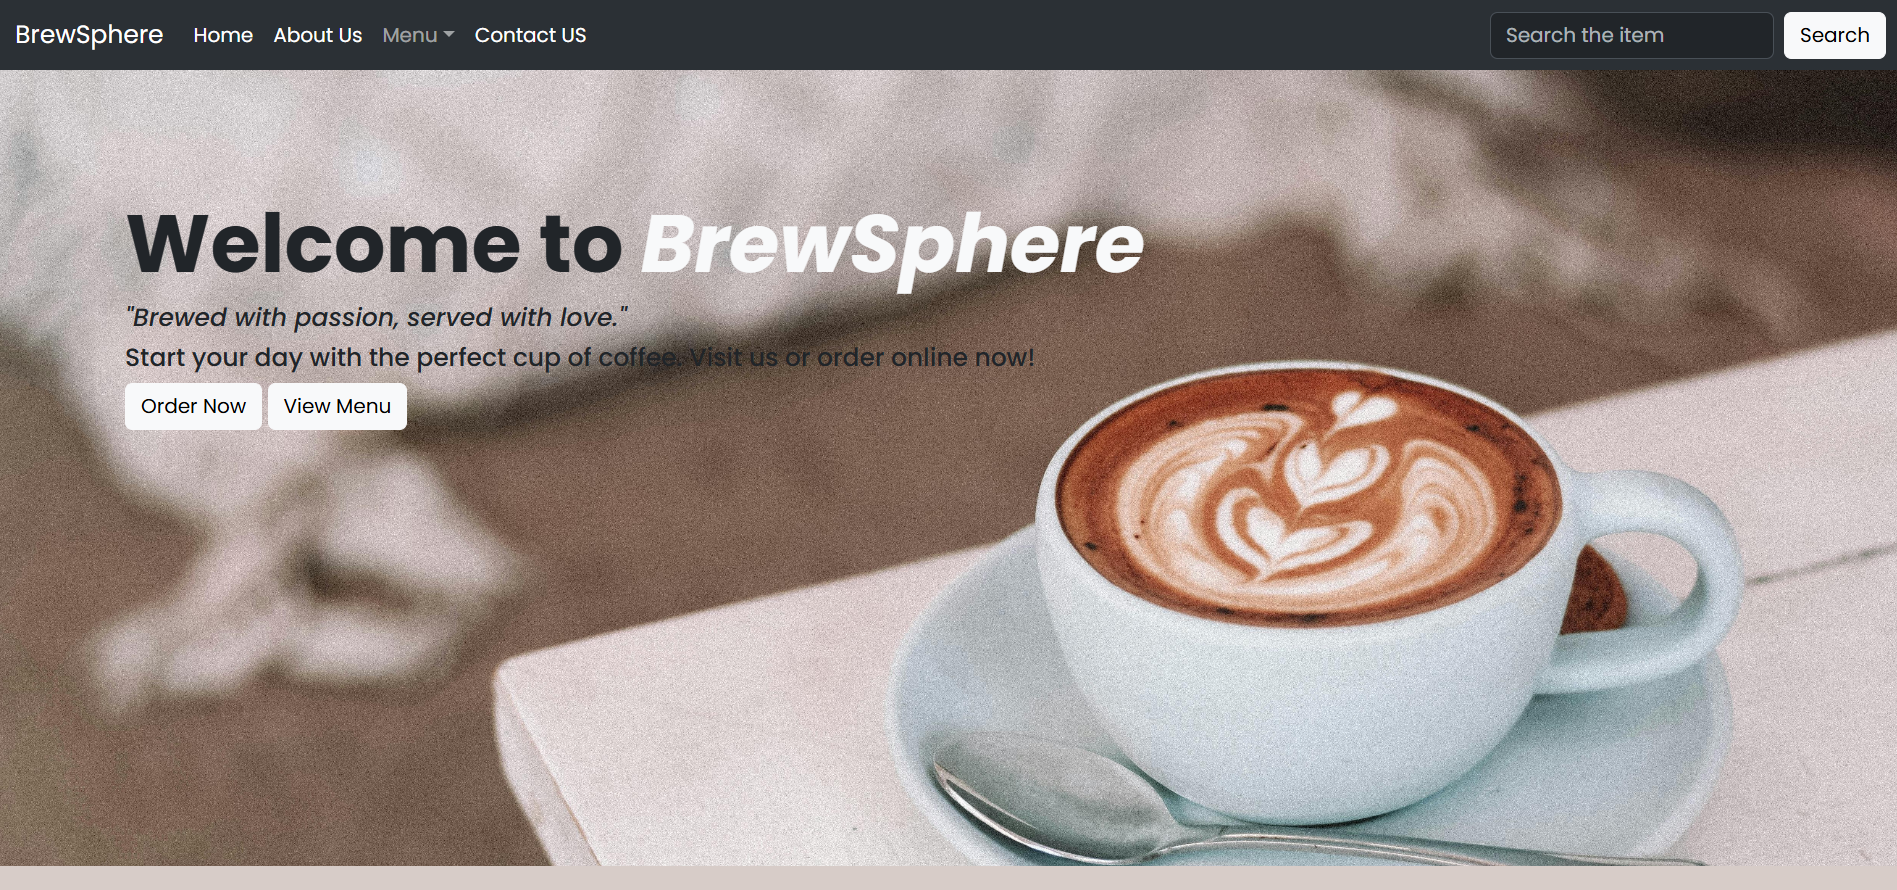 BrewSphere Home About Us Menu Contact US Search the item Search
Welcome to BrewSphere
"Brewed with passion, served with love."
Start your day with the perfect cup of coffee. Visit us or order online now!
Order Now View Menu